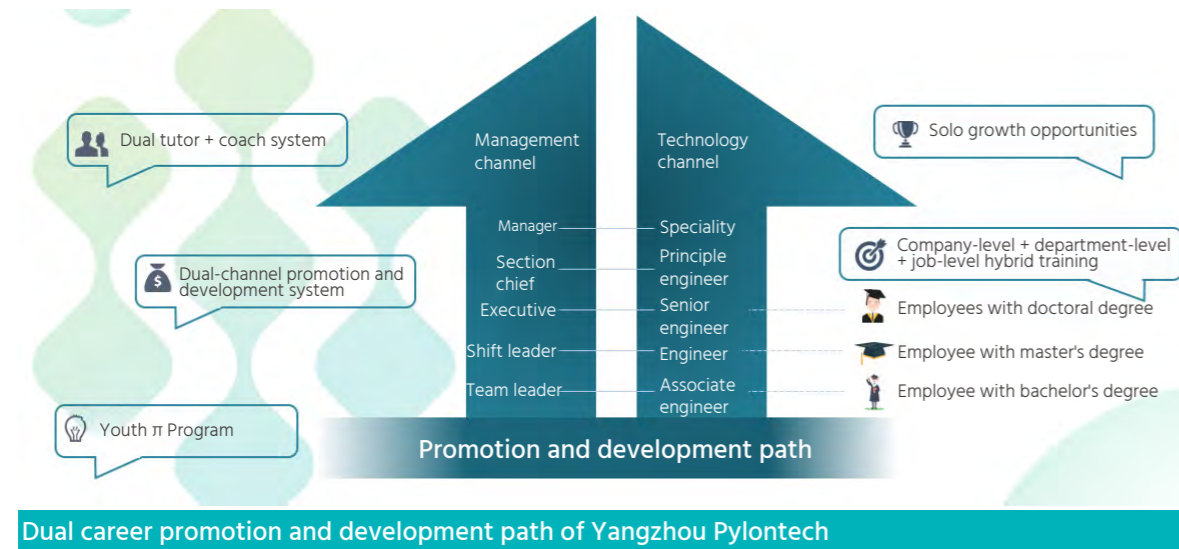 Dual tutor + coach system
Dual-channel promotion and
development system
Youth π Program
Management
channel
Manager
Section
chief
Executive
Shift leader
Team leader
Technology
channel
Speciality
Principle
engineer
Senior
engineer
Engineer
Associate
engineer
Solo growth opportunities
Company-level + department-level
+ job-level hybrid training
Employees with doctoral degree
Employee with master's degree
Employee with bachelor's degree
Promotion and development path
Dual career promotion and development path of Yangzhou Pylontech